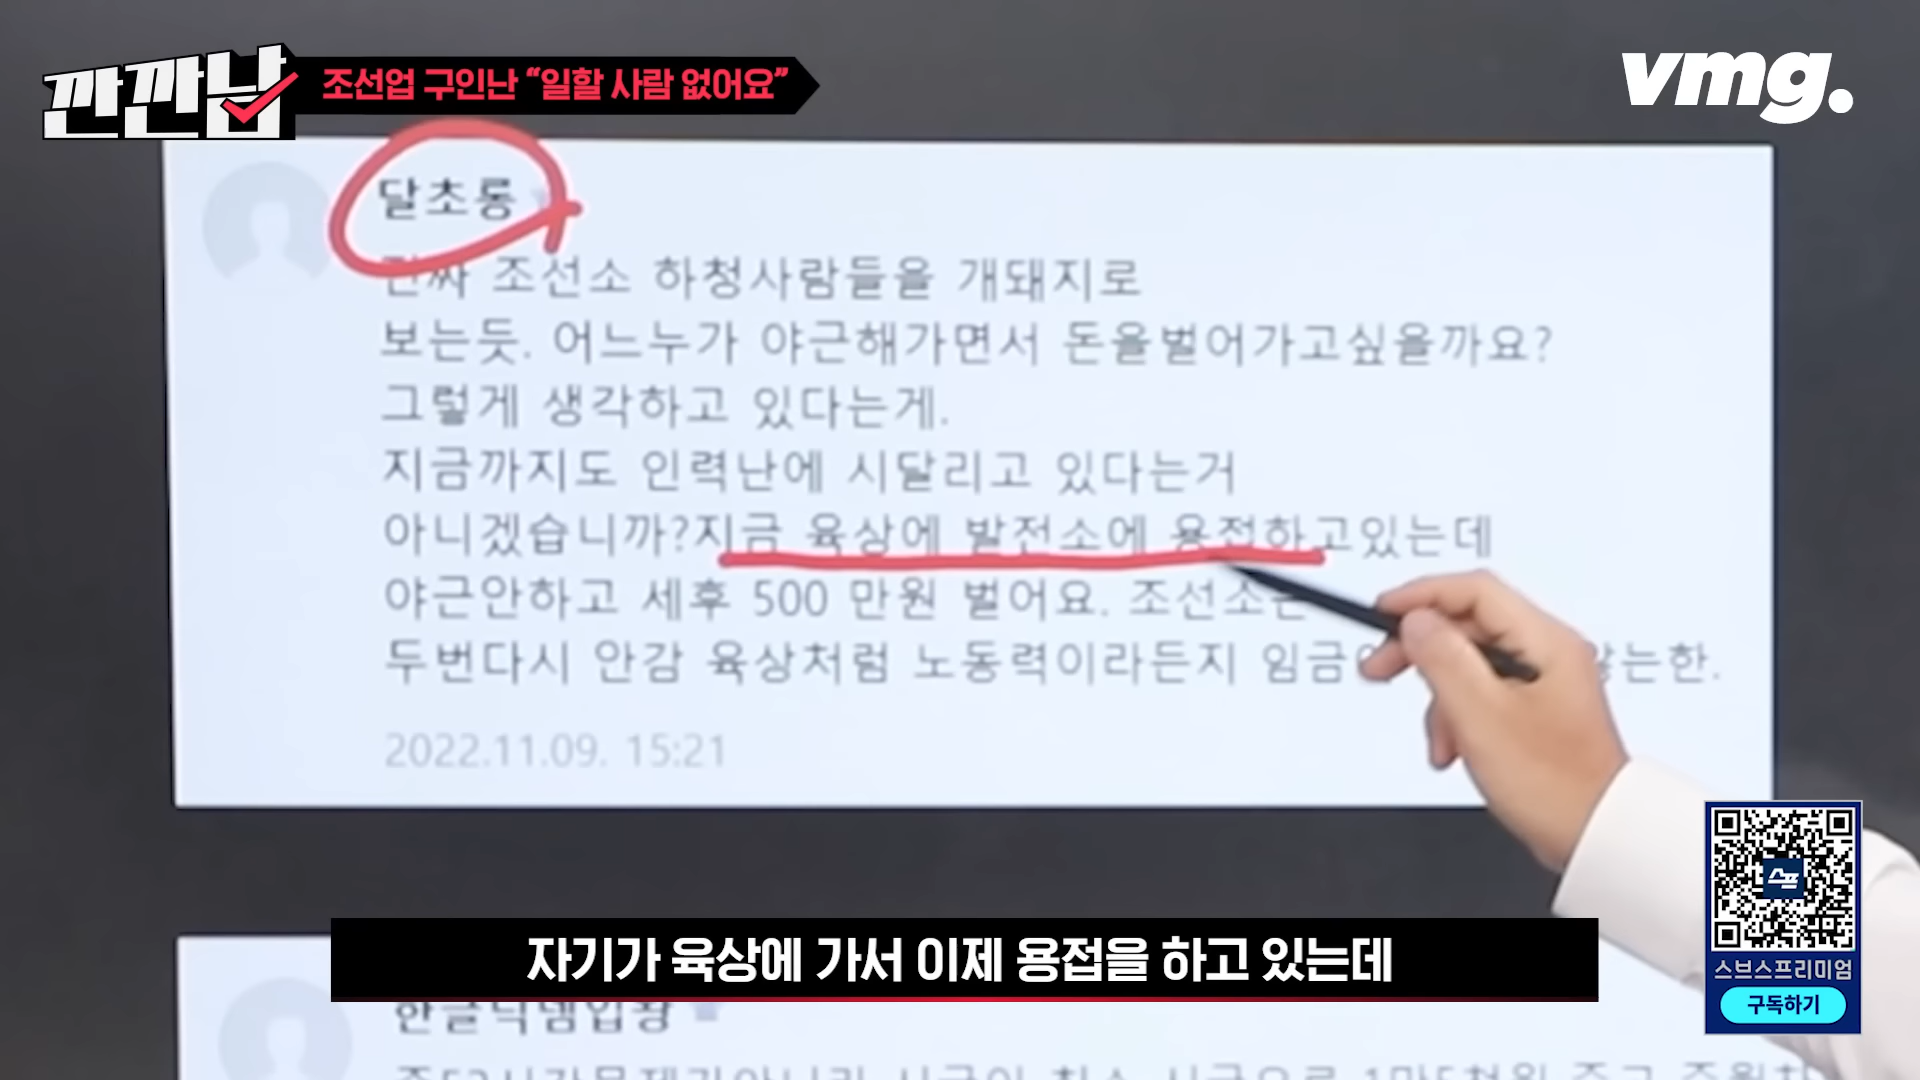 깐깐남
조선업 구인난 “일할 사람 없어요”
vmg.
달초롱
진짜 조선소 하청사람들을 개돼지로
보는듯. 어느누가 야근해가면서 돈을벌어가고싶을까요?
그렇게 생각하고 있다는게.
지금까지도 인력난에 시달리고 있다는거
아니겠습니까?지금 육상에 발전소에 용접하고있는데
야근안하고 세후 500 만원 벌어요. 조선소는
두번다시 안감 육상처럼 노동력이라든지 임금 않는한.
2022.11.09. 15:21
스프
스브스프리미엄
구독하기
자기가 육상에 가서 이제 용접을 하고 있는데